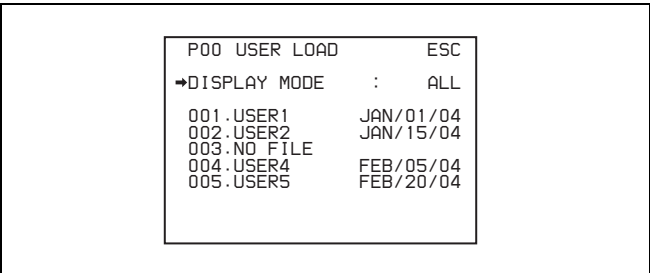 P00 USER LOAD ESC
➡DISPLAY MODE : ALL
001.USER1 JAN/01/04
002.USER2 JAN/15/04
003.NO FILE
004.USER4 FEB/05/04
005.USER5 FEB/20/04